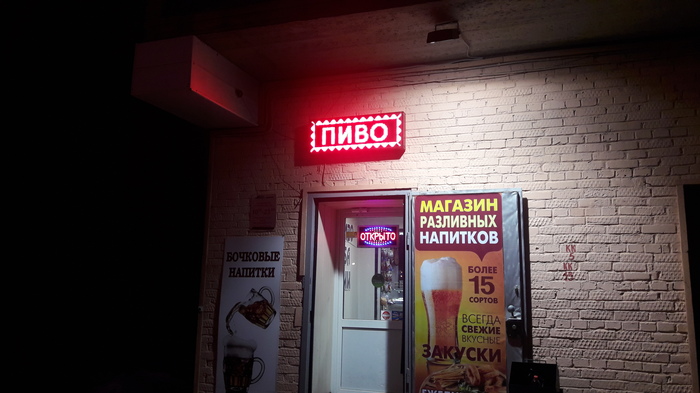 ПИВО
ОТКРЫТО
БОЧКОВЫЕ
НАПИТКИ
МАГАЗИН
РАЗЛИВНЫХ
НАПИТКОВ
БОЛЕЕ
15
СОРТОВ
ВСЕГДА
СВЕЖИЕ
ВКУСНЫЕ
ЗАКУСКИ